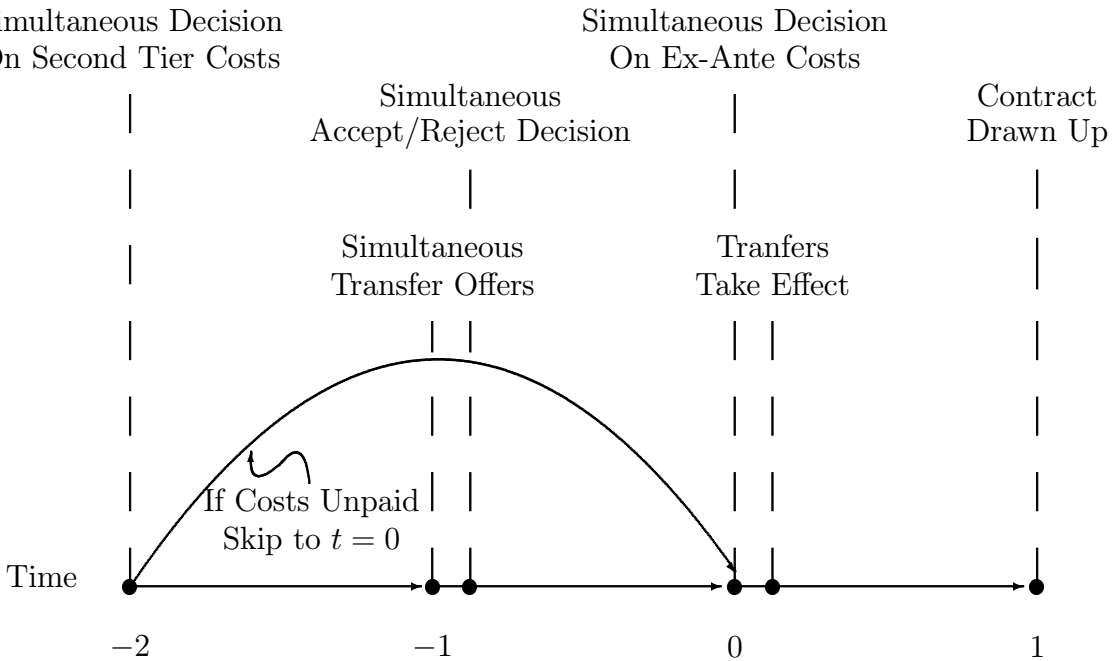 imultaneous Decision
n Second Tier Costs
Simultaneous Decision
On Ex-Ante Costs
Simultaneous
Accept/Reject Decision
Contract
Drawn Up
Simultaneous
Transfer Offers
Tranfers
Take Effect
If Costs Unpaid
Skip to t = 0
Time
−2
−1
0
1